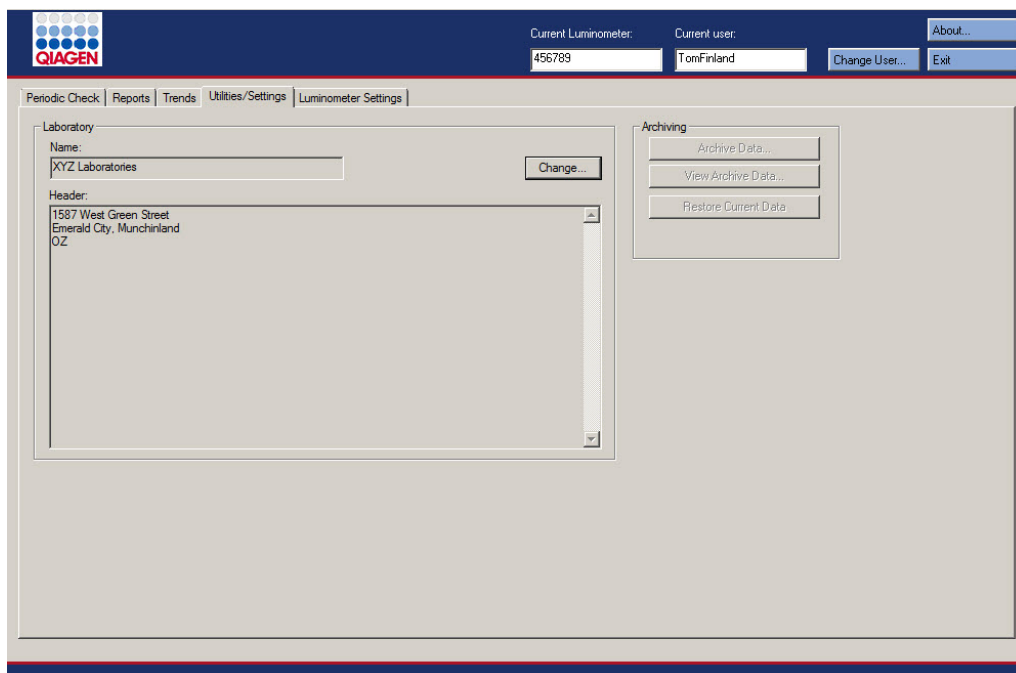 QIAGEN
Current Luminometer:
456789
Current user:
TomFinland
Change User...
About...
Exit
Periodic Check
Reports
Trends
Utilities/Settings
Luminometer Settings
Laboratory
Name:
XYZ Laboratories
Change...
Header:
1587 West Green Street
Emerald City, Munchinland
OZ
Archiving
Archive Data...
View Archive Data...
Restore Current Data